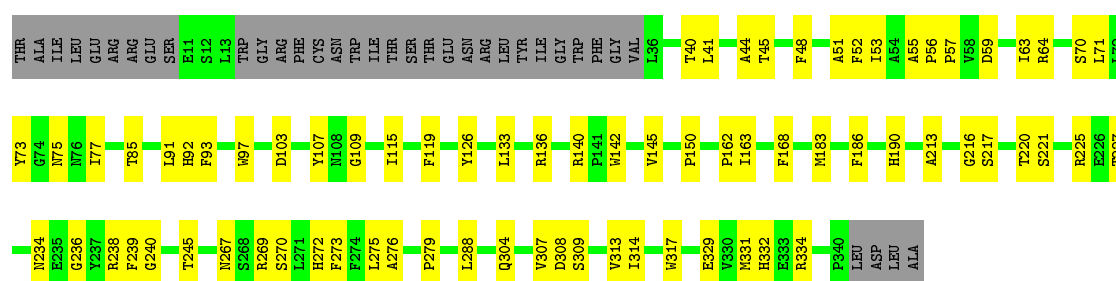 THR ALA ILE LEU GLU ARG ARG GLU SER E11 S12 L13 TRP GLY ARG PHE CYS ASN TRP ILE THR SER THR GLU ASN ARG LEU TYR ILE GLY TRP PHE GLY VAL L36 T40 L41 A44 T45 F48 A51 F52 I53 A54 A55 P56 P57 V58 D59 I63 R64 S70 L71
Y73 G74 N75 N76 I77 T85 L91 H92 F93 W97 D103 Y107 N108 G109 I115 F119 Y126 L133 R136 R140 P141 W142 V145 P150 P162 I163 F168 M183 F186 H190 A213 G216 S217 T220 S221 R225 E226
N234 E235 G236 Y237 R238 F239 G240 T245 N267 S268 R269 S270 L271 H272 F273 F274 L275 A276 P279 L288 Q304 V307 D308 S309 V313 I314 W317 E329 V330 M331 H332 E333 R334 P340 LEU ASP LEU ALA